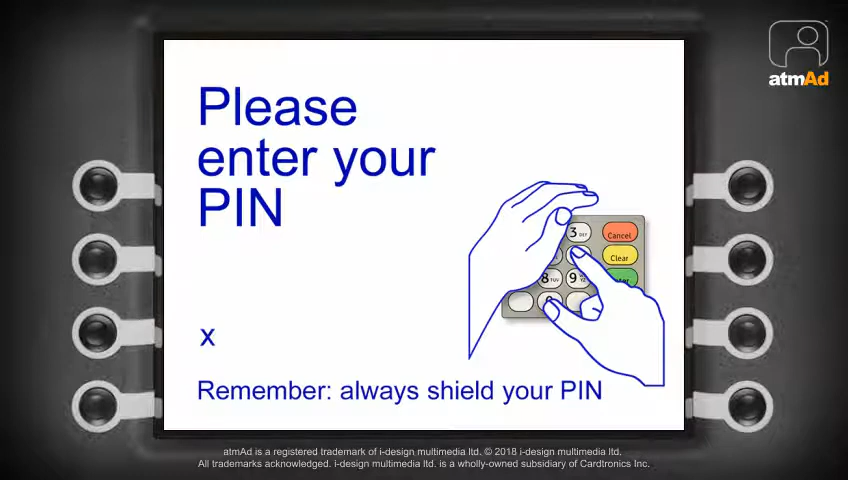 atmAd
Please
enter your
PIN
3 DEF
Cancel
Clear
8 TUV
9
x
Remember: always shield your PIN
atmAd is a registered trademark of i-design multimedia ltd. © 2018 i-design multimedia ltd.
All trademarks acknowledged. i-design multimedia ltd. is a wholly-owned subsidiary of Cardtronics Inc.